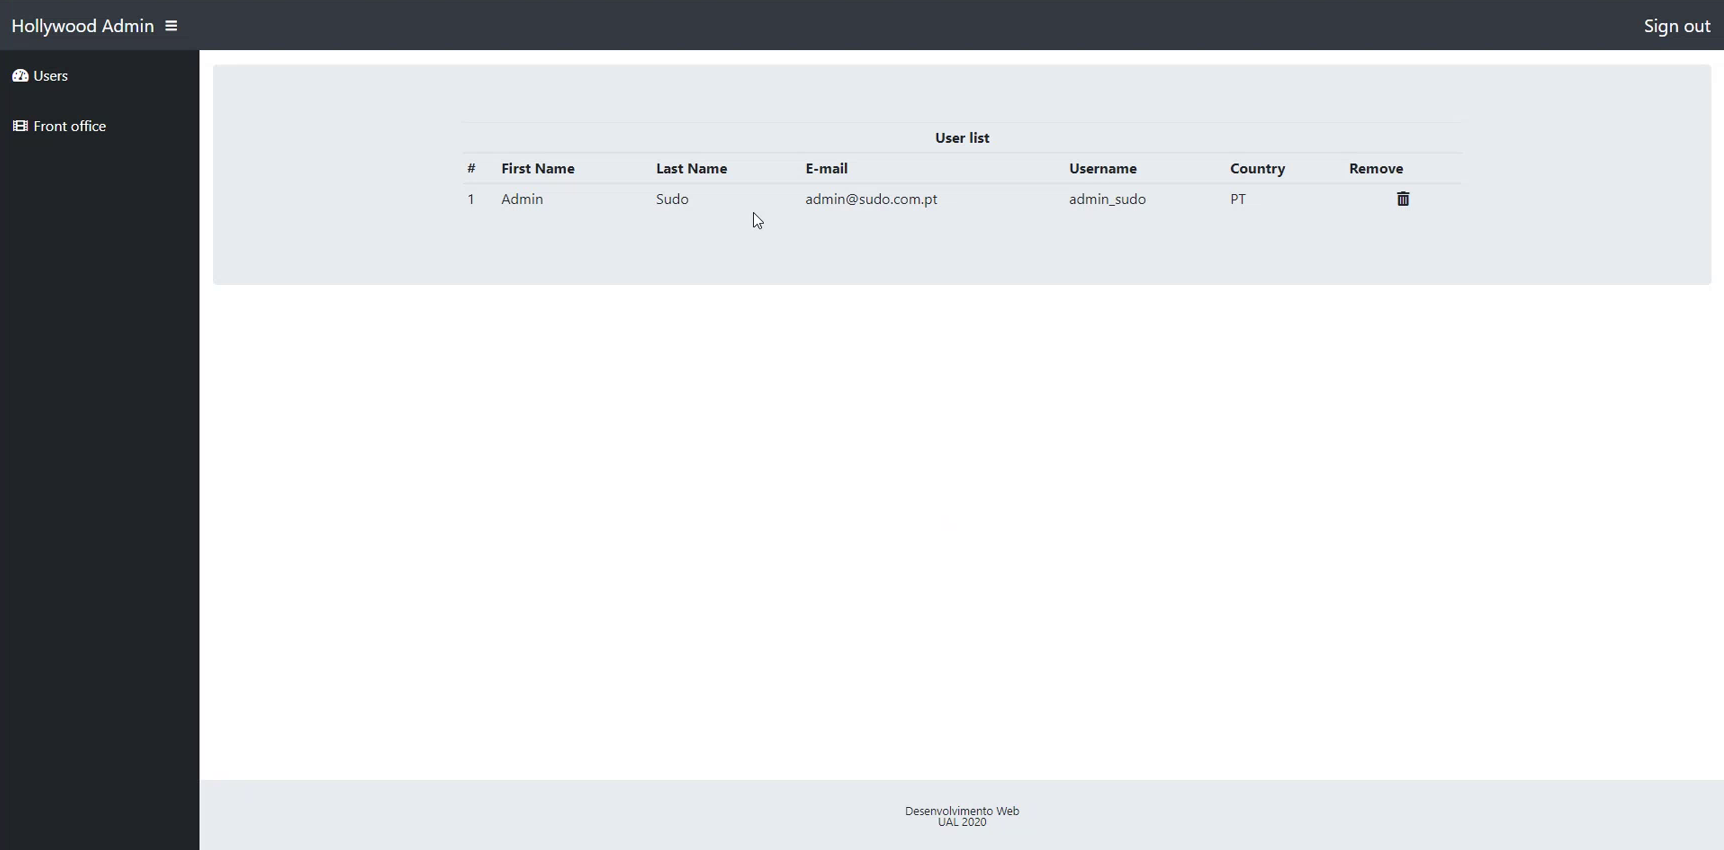 Hollywood Admin
Sign out
Users
Front office
User list
# First Name Last Name E-mail Username Country Remove
1 Admin Sudo admin@sudo.com.pt admin_sudo PT
Desenvolvimento Web
UAL 2020